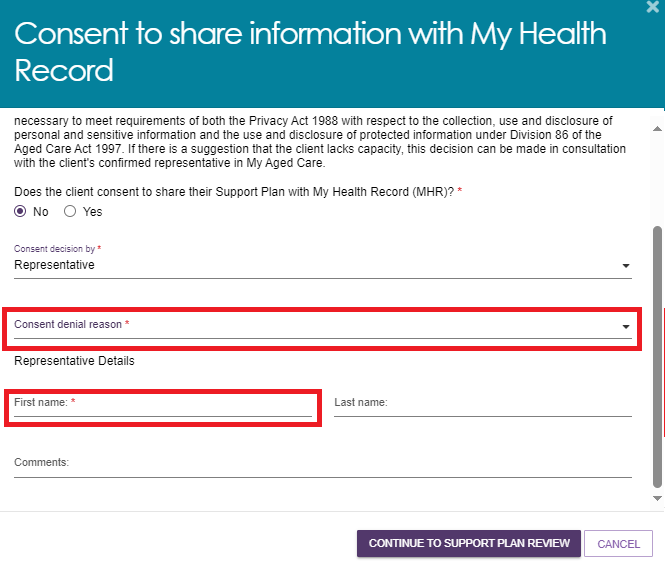 Consent to share information with My Health
Record
necessary to meet requirements of both the Privacy Act 1988 with respect to the collection, use and disclosure of
personal and sensitive information and the use and disclosure of protected information under Division 86 of the
Aged Care Act 1997. If there is a suggestion that the client lacks capacity, this decision can be made in consultation
with the client's confirmed representative in My Aged Care.
Does the client consent to share their Support Plan with My Health Record (MHR)? *
No Yes
Consent decision by *
Representative
Consent denial reason *
Representative Details
First name: * Last name:
Comments:
CONTINUE TO SUPPORT PLAN REVIEW CANCEL